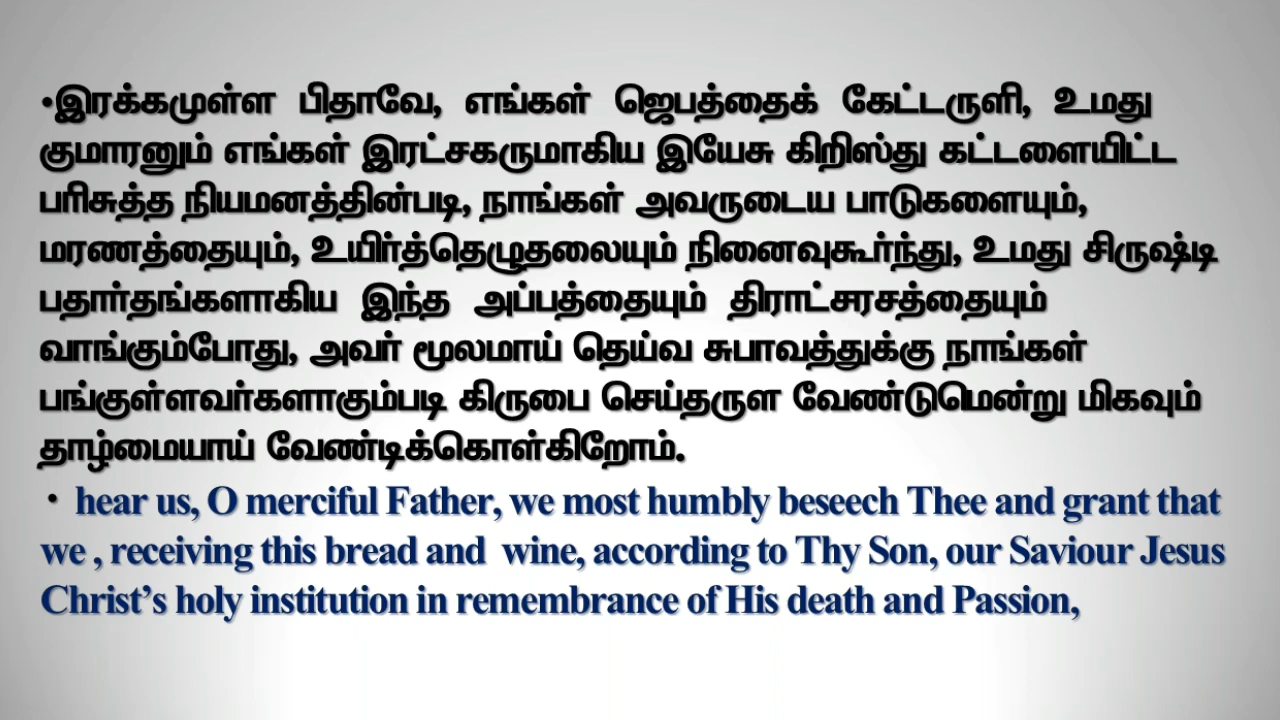 •இரக்கமுள்ள பிதாவே, எங்கள் ஜெபத்தைக் கேட்டருளி, உமது
குமாரனும் எங்கள் இரட்சகருமாகிய இயேசு கிறிஸ்து கட்டளையிட்ட
பரிசுத்த நியமனத்தின்படி, நாங்கள் அவருடைய பாடுகளையும்,
மரணத்தையும், உயிர்த்தெழுதலையும் நினைவுகூர்ந்து, உமது சிருஷ்டி
பதார்தங்களாகிய இந்த அப்பத்தையும் திராட்சரசத்தையும்
வாங்கும்போது, அவர் மூலமாய் தெய்வ சுபாவத்துக்கு நாங்கள்
பங்குள்ளவர்களாகும்படி கிருபை செய்தருள வேண்டுமென்று மிகவும்
தாழ்மையாய் வேண்டிக்கொள்கிறோம்.
• hear us, O merciful Father, we most humbly beseech Thee and grant that
we , receiving this bread and wine, according to Thy Son, our Saviour Jesus
Christ’s holy institution in remembrance of His death and Passion,